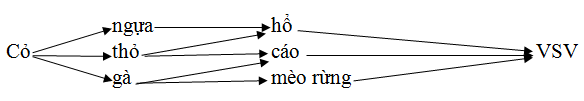 ngựa hổ
Cỏ thỏ cáo VSV
gà mèo rừng